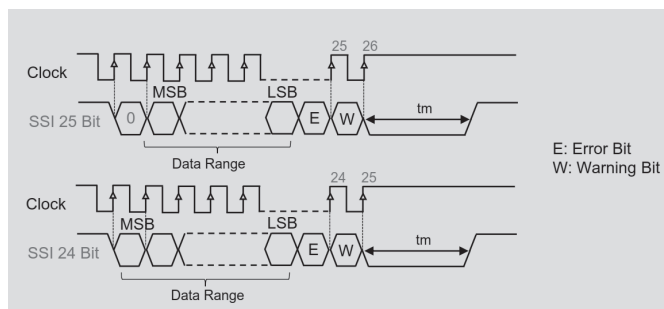 25 26
Clock
MSB LSB
SSI 25 Bit 0 E W tm
Data Range
E: Error Bit
W: Warning Bit
24 25
Clock
MSB LSB
SSI 24 Bit E W tm
Data Range